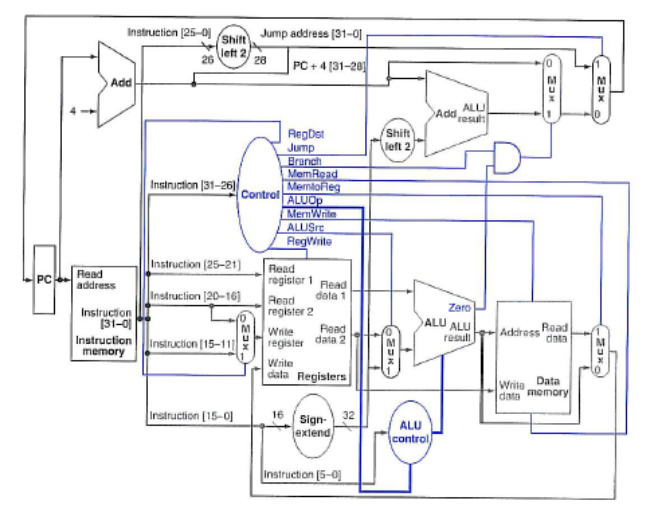 Instruction [25–0]
Shift
left 2
Jump address [31–0]
26
28
PC + 4 [31–28]
Add
4
0
M
u
x
1
1
M
u
x
0
Add
ALU
result
Shift
left 2
RegDst
Jump
Branch
MemRead
MemtoReg
ALUOp
MemWrite
ALUSrc
RegWrite
Instruction [31–26]
Control
PC
Read
address
Instruction
[31–0]
Instruction
memory
Instruction [25–21]
Instruction [20–16]
Instruction [15–11]
0
M
u
x
1
Read
register 1
Read
register 2
Write
register
Write
data
Read
data 1
Read
data 2
Registers
0
M
u
x
1
Zero
ALU
ALU
result
Address
Read
data
Write
data
Data
memory
1
M
u
x
0
Instruction [15–0]
16
Sign-
extend
32
ALU
control
Instruction [5–0]